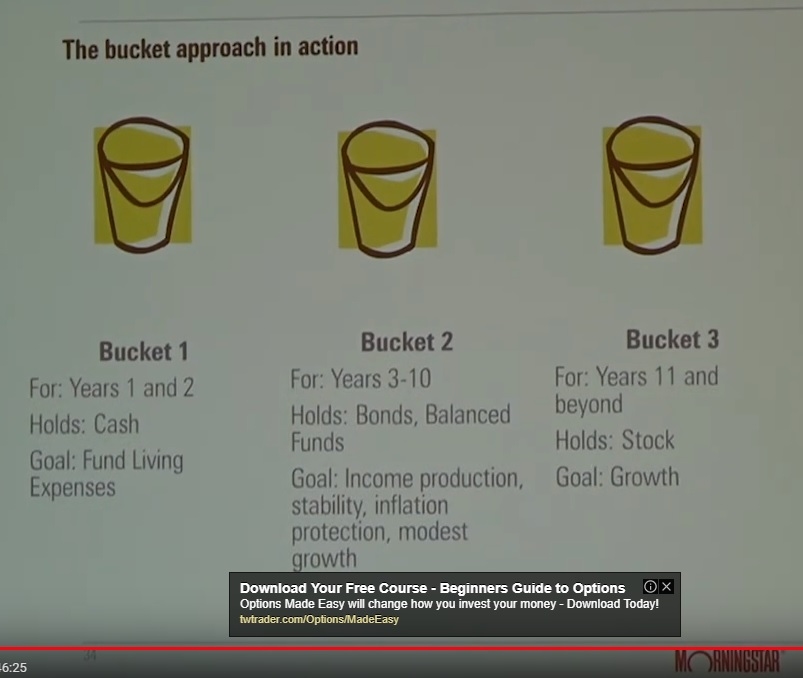 The bucket approach in action
Bucket 1
For: Years 1 and 2
Holds: Cash
Goal: Fund Living
Expenses
Bucket 2
For: Years 3-10
Holds: Bonds, Balanced
Funds
Goal: Income production,
stability, inflation
protection, modest
growth
Bucket 3
For: Years 11 and
beyond
Holds: Stock
Goal: Growth
Download Your Free Course - Beginners Guide to Options
Options Made Easy will change how you invest your money - Download Today!
twtrader.com/Options/MadeEasy
34
MORNINGSTAR
6:25